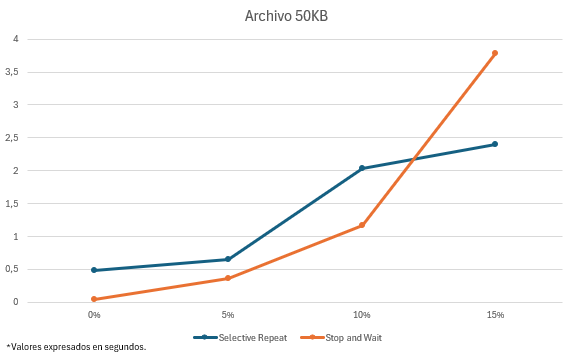 Archivo 50KB
4
3,5
3
2,5
2
1,5
1
0,5
0
0% 5% 10% 15%
Selective Repeat Stop and Wait
*Valores expresados en segundos.